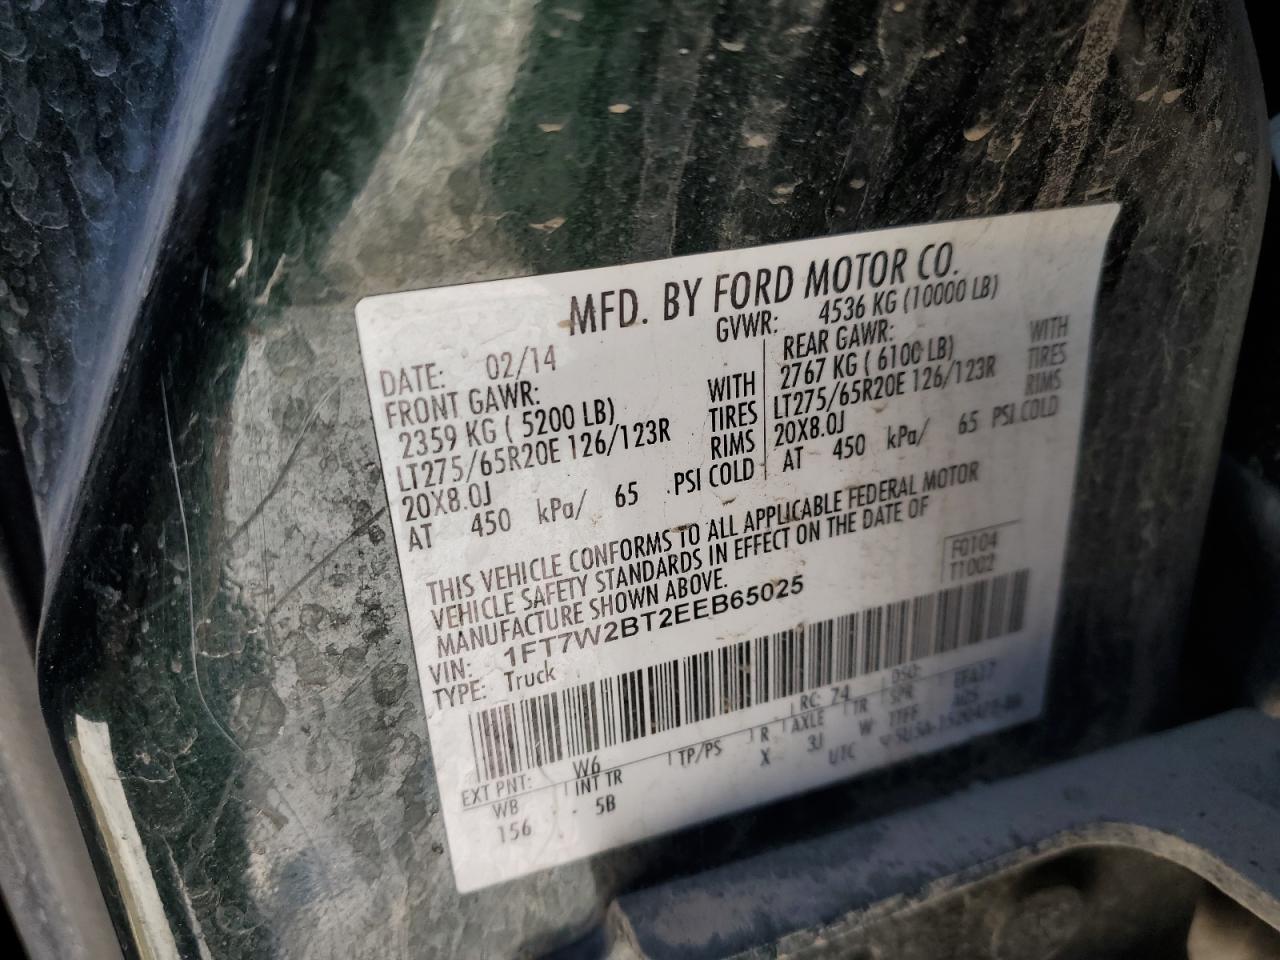 MFD. BY FORD MOTOR CO.
DATE: 02/14 GVWR: 4536 KG (10000 LB)
FRONT GAWR:
2359 KG ( 5200 LB) WITH
LT275/65R20E 126/123R TIRES
20X8.0J RIMS
AT 450 kPa/ 65 PSI COLD
REAR GAWR:
2767 KG ( 6100 LB) WITH
LT275/65R20E 126/123R TIRES
20X8.0J RIMS
AT 450 kPa/ 65 PSI COLD
THIS VEHICLE CONFORMS TO ALL APPLICABLE FEDERAL MOTOR
VEHICLE SAFETY STANDARDS IN EFFECT ON THE DATE OF
MANUFACTURE SHOWN ABOVE.
VIN: 1FT7W2BT2EEB65025
TYPE: Truck
F0104
T1002
EXT PNT: W6 RC: 74 DSO:
WB INT TR TP/PS R AXLE TR SPR
156 5B X 3J W TTFF
UTC